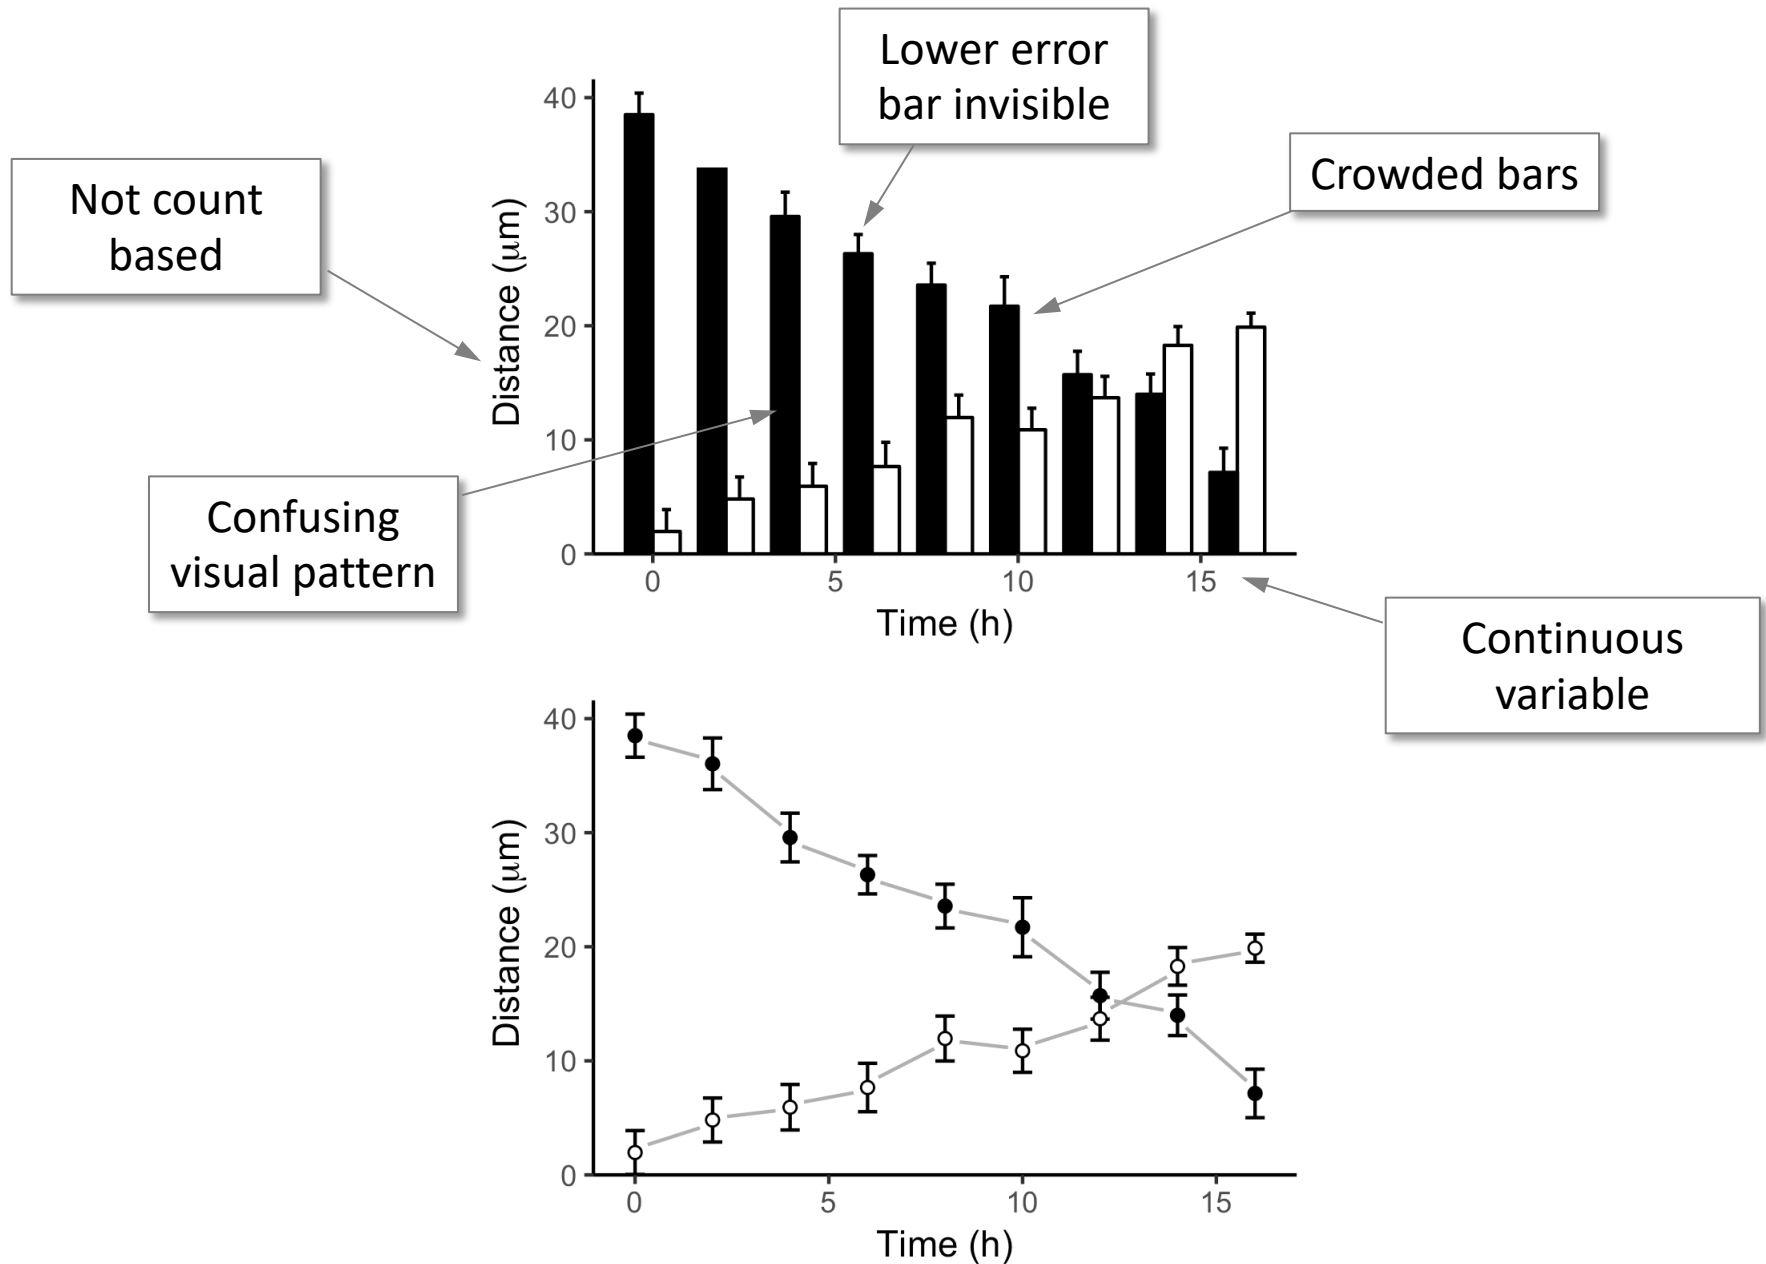 Lower error
bar invisible
Not count
based
Crowded bars
Confusing
visual pattern
Continuous
variable
Distance (μm)
40
30
20
10
0
0
5
10
15
Time (h)
Distance (μm)
40
30
20
10
0
0
5
10
15
Time (h)